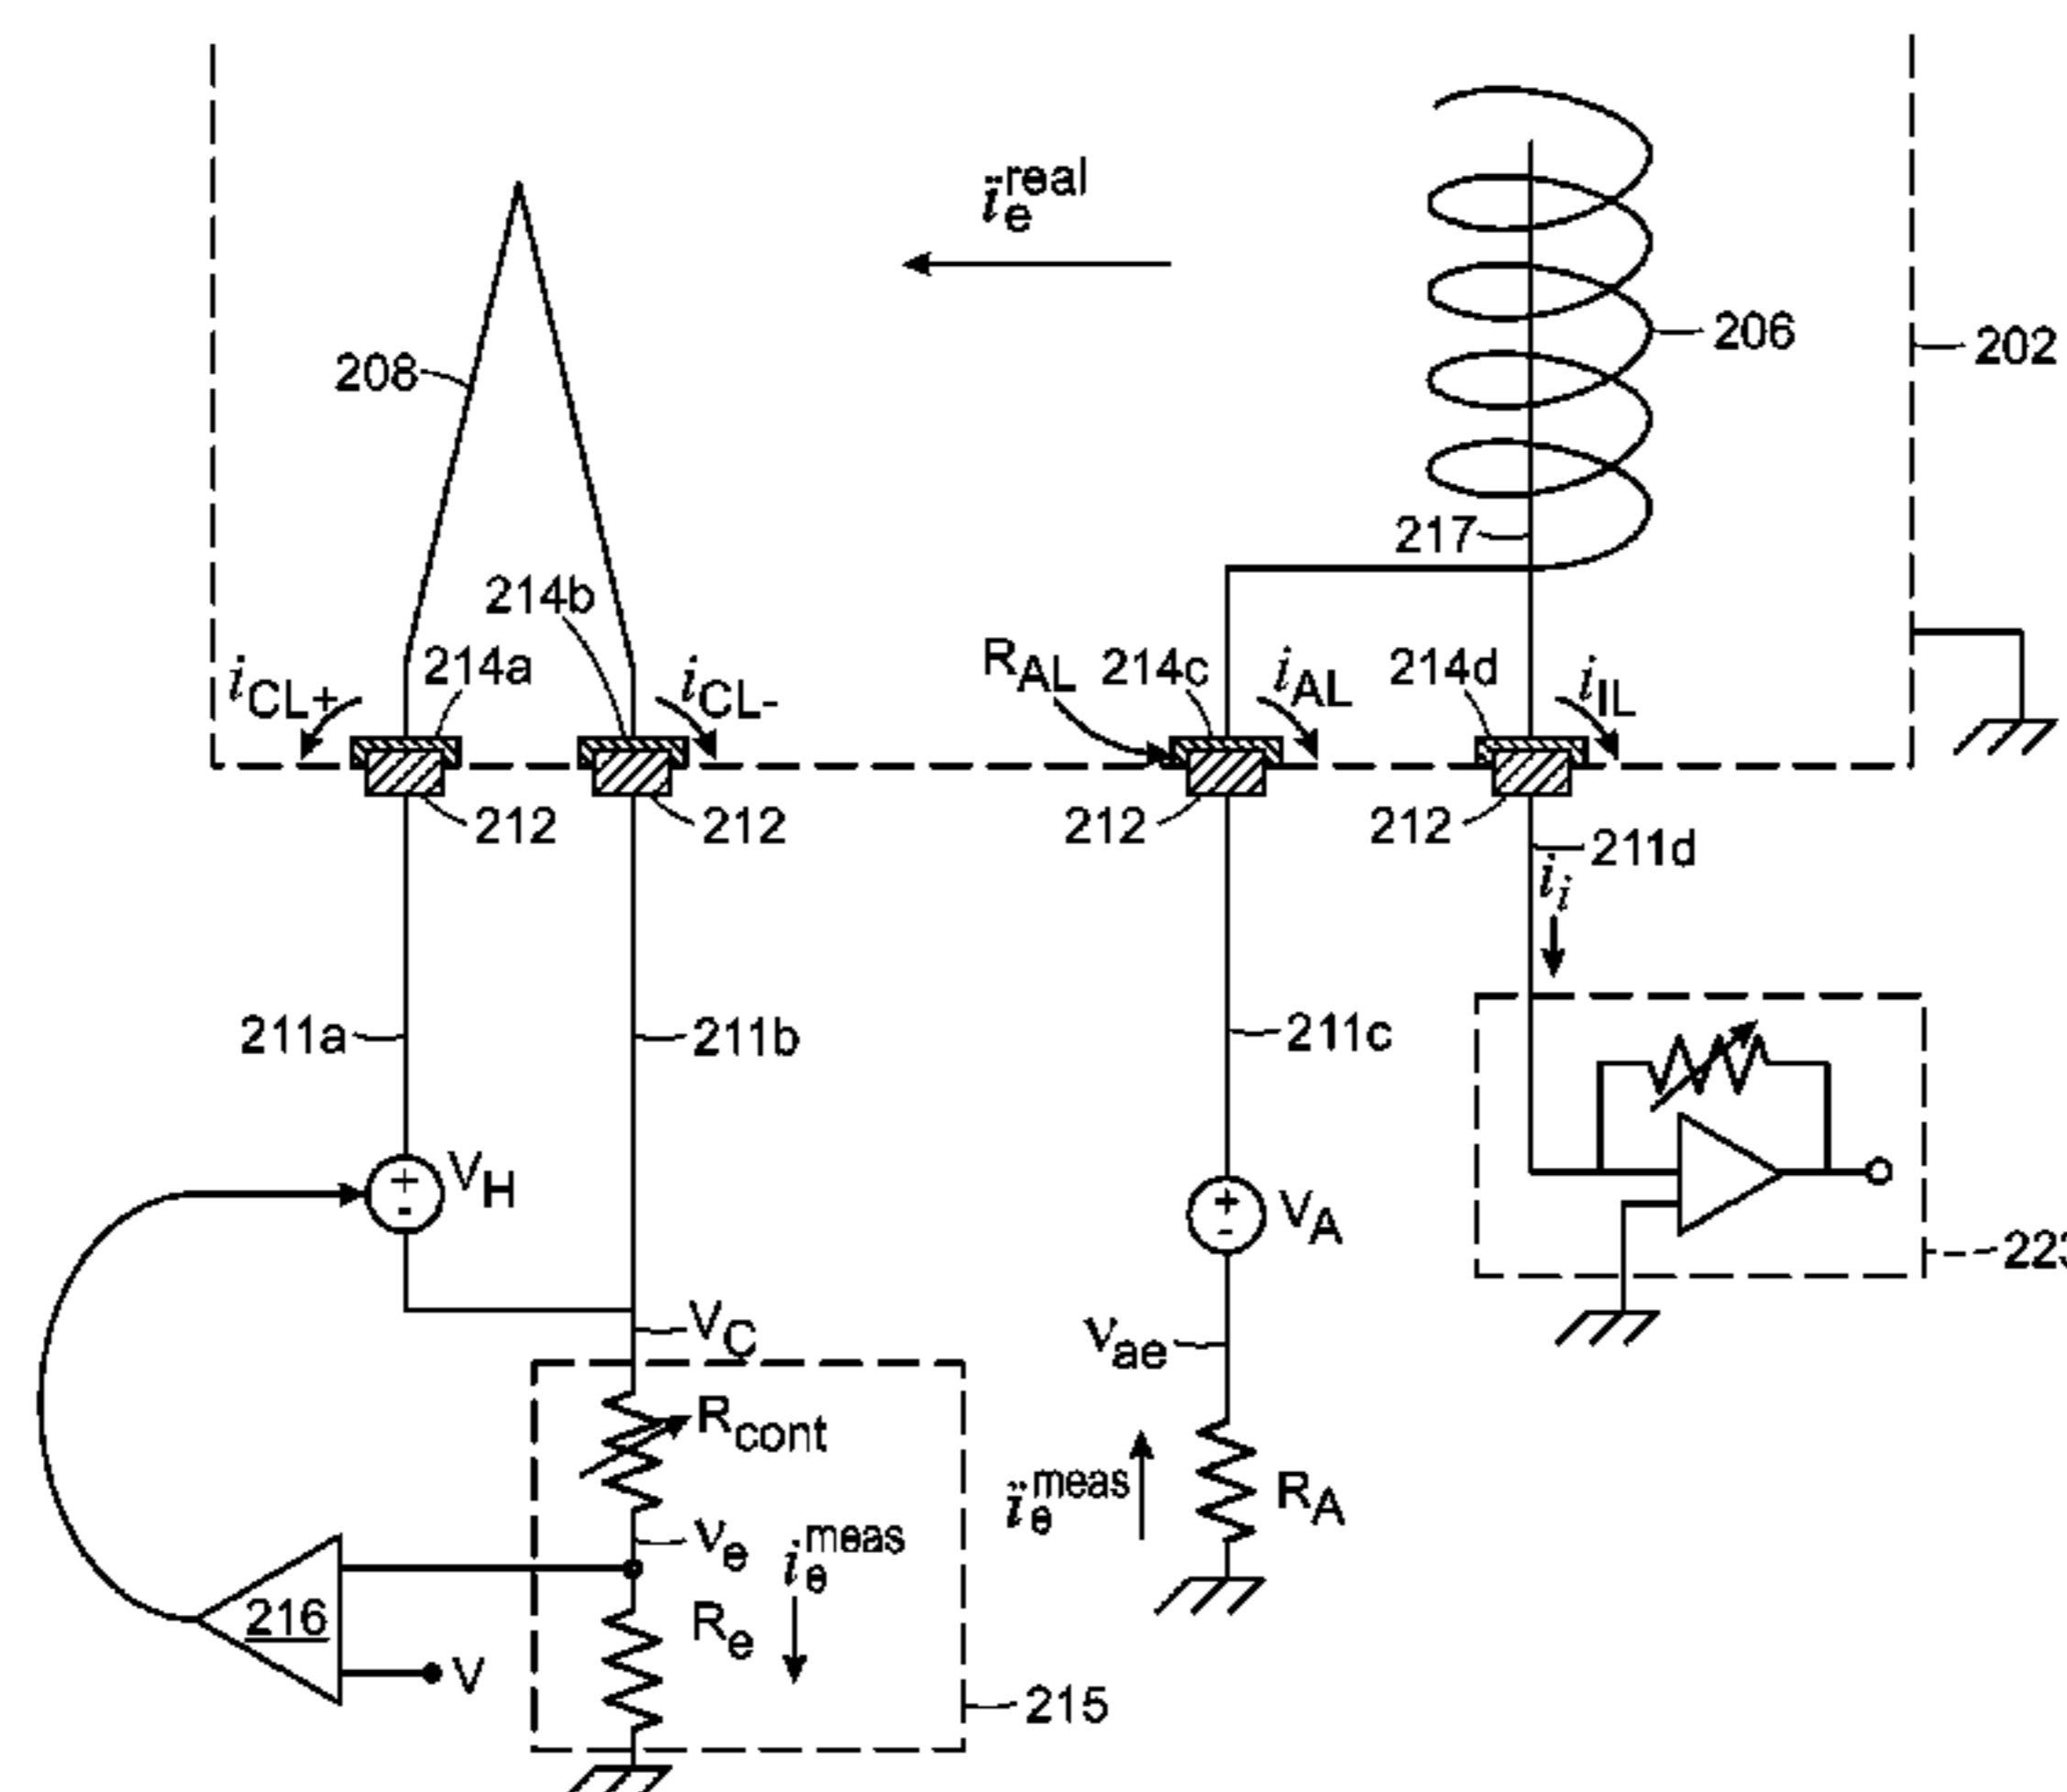 i_e^real
208
206
202
217
214b
i_CL+
214a
i_CL-
R_AL
214c
i_AL
214d
i_IL
212
212
212
212
211d
i_i
211a
211b
211c
V_H
V_A
223
V_C
v_ae
R_cont
i_e^meas
R_A
v_e
i_e^meas
216
R_e
V
215